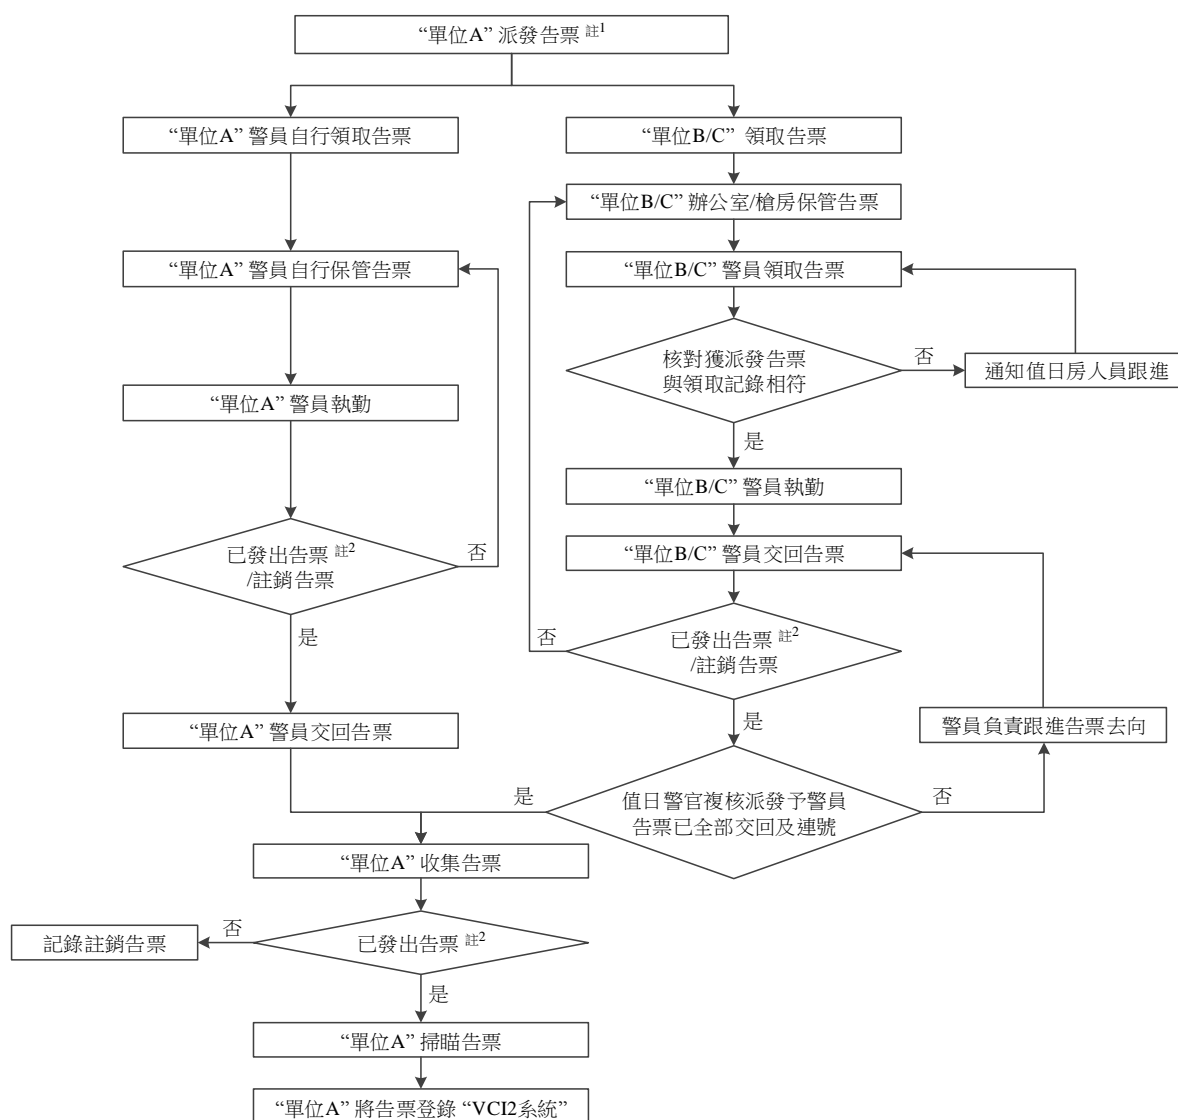 “單位A” 派發告票 註1
“單位A” 警員自行領取告票
“單位B/C” 領取告票
“單位B/C” 辦公室/槍房保管告票
“單位A” 警員自行保管告票
“單位B/C” 警員領取告票
核對獲派發告票
與領取記錄相符
否
通知值日房人員跟進
“單位A” 警員執勤
是
“單位B/C” 警員執勤
已發出告票 註2
/註銷告票
否
“單位B/C” 警員交回告票
是
否
已發出告票 註2
/註銷告票
“單位A” 警員交回告票
是
警員負責跟進告票去向
是
值日警官複核派發予警員
告票已全部交回及連號
否
“單位A” 收集告票
記錄註銷告票
否
已發出告票 註2
是
“單位A” 掃瞄告票
“單位A” 將告票登錄 “VCI2系統”